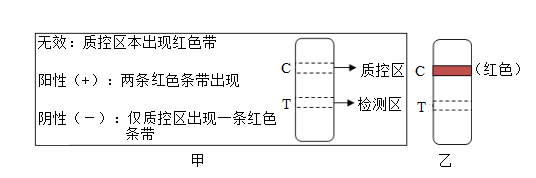 无效：质控区本出现红色带
阳性（+）：两条红色条带出现
阴性（－）：仅质控区出现一条红色
条带
C
质控区
T
检测区
甲
C
（红色）
T
乙